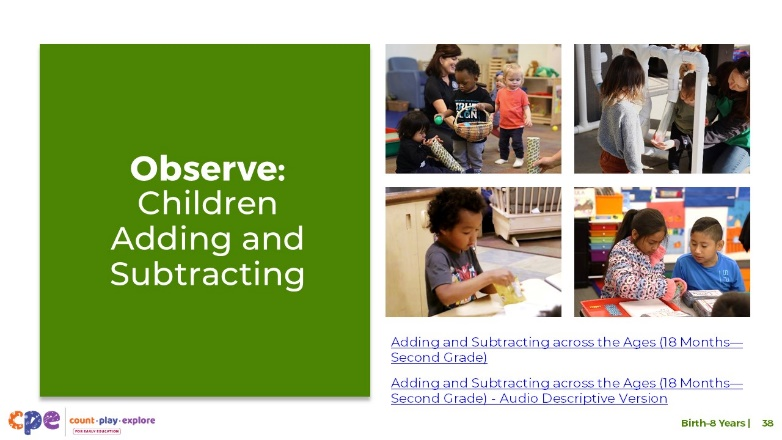 Observe:
Children
Adding and
Subtracting
Adding and Subtracting across the Ages (18 Months—
Second Grade)
Adding and Subtracting across the Ages (18 Months—
Second Grade) - Audio Descriptive Version
cpe count·play·explore
FOR EARLY EDUCATION
Birth–8 Years | 38